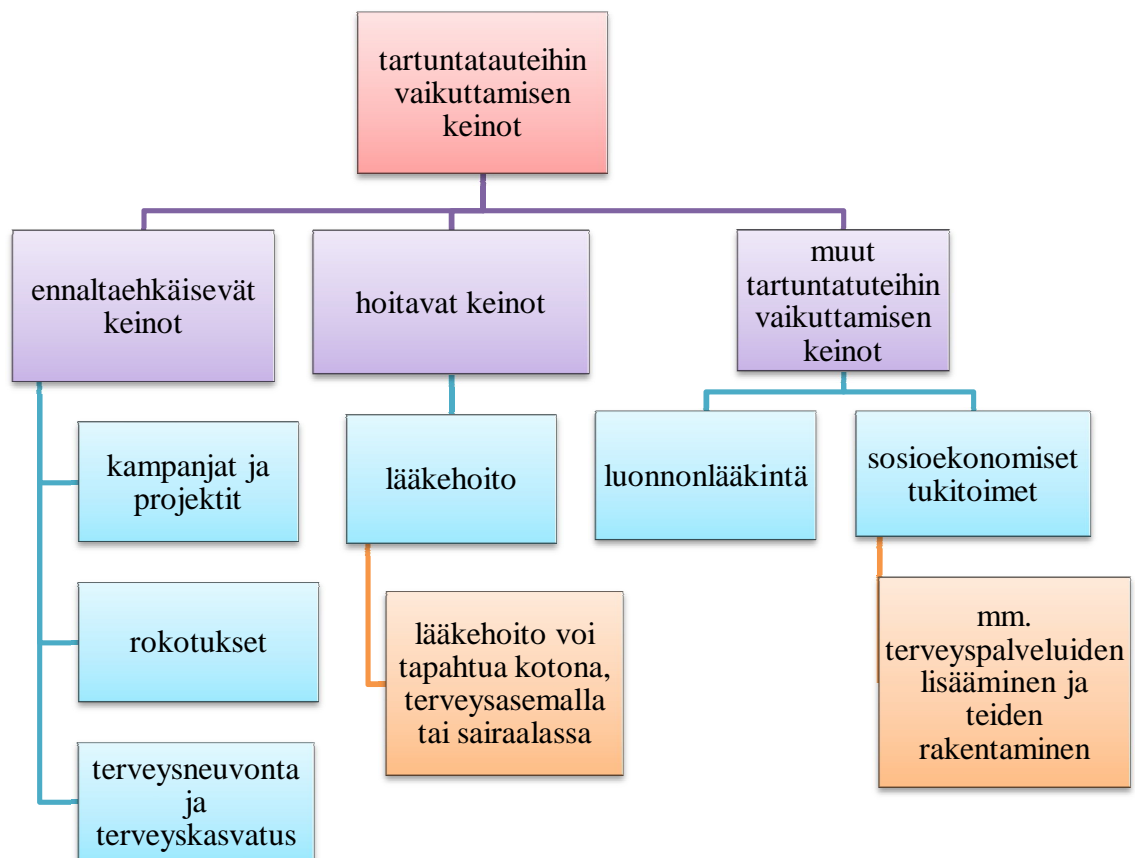 tartuntatauteihin
vaikuttamisen
keinot
ennaltaehkäisevät
keinot
hoitavat keinot
muut
tartuntatuteihin
vaikuttamisen
keinot
kampanjat ja
projektit
rokotukset
terveysneuvonta
ja
terveyskasvatus
lääkehoito
lääkehoito voi
tapahtua kotona,
terveysasemalla
tai sairaalassa
luonnonlääkintä
sosioekonomiset
tukitoimet
mm.
terveyspalveluiden
lisääminen ja
teiden
rakentaminen